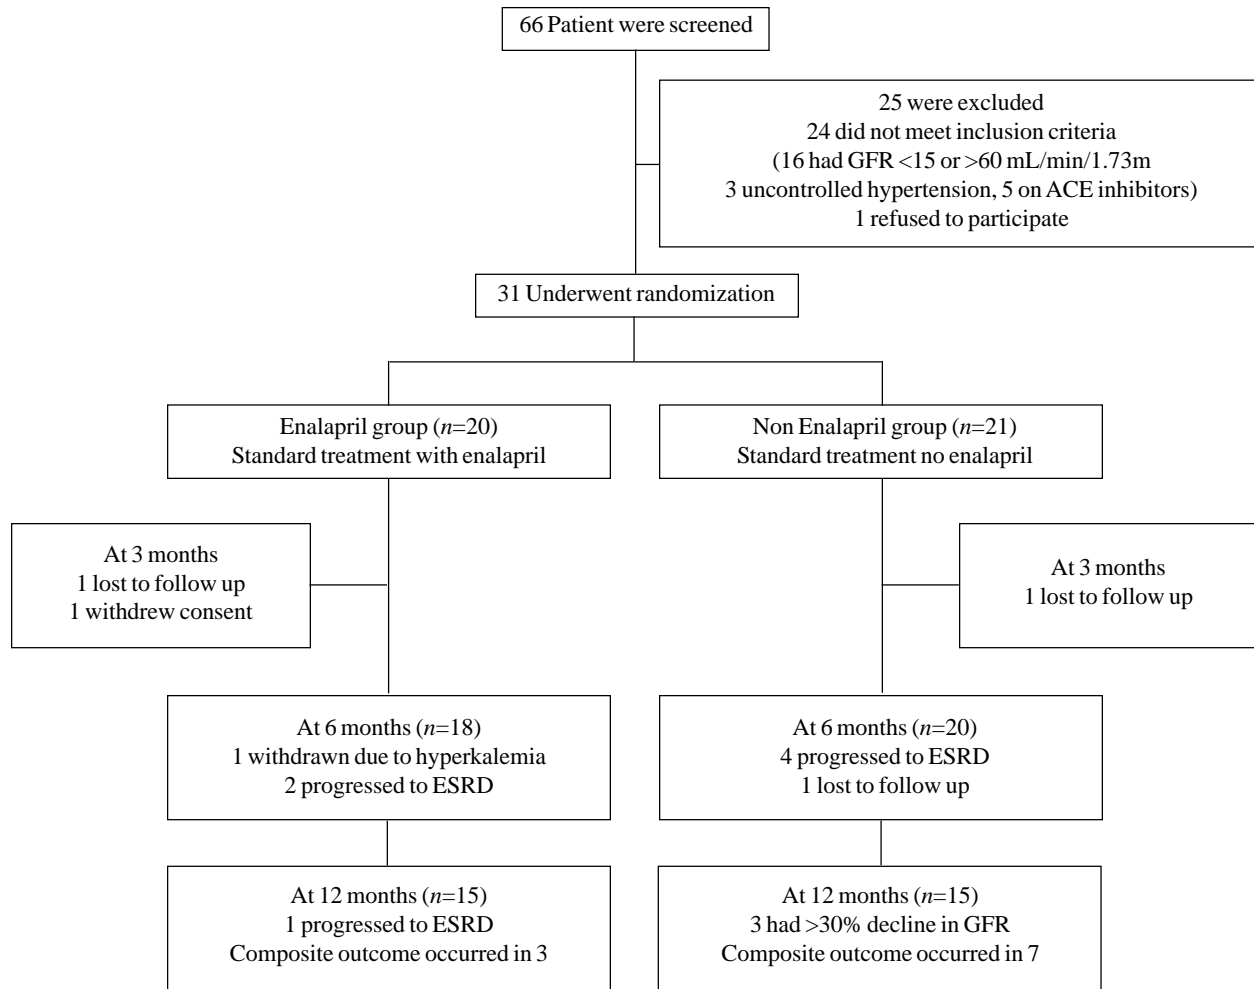 66 Patient were screened
25 were excluded
24 did not meet inclusion criteria
(16 had GFR <15 or >60 mL/min/1.73m
3 uncontrolled hypertension, 5 on ACE inhibitors)
1 refused to participate
31 Underwent randomization
Enalapril group (n=20)
Standard treatment with enalapril
Non Enalapril group (n=21)
Standard treatment no enalapril
At 3 months
1 lost to follow up
1 withdrew consent
At 3 months
1 lost to follow up
At 6 months (n=18)
1 withdrawn due to hyperkalemia
2 progressed to ESRD
At 6 months (n=20)
4 progressed to ESRD
1 lost to follow up
At 12 months (n=15)
1 progressed to ESRD
Composite outcome occurred in 3
At 12 months (n=15)
3 had >30% decline in GFR
Composite outcome occurred in 7